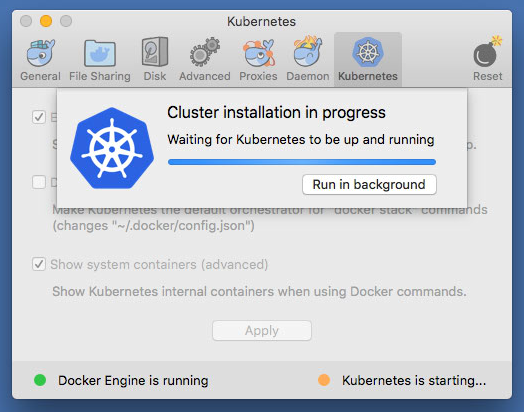 Kubernetes
General File Sharing Disk Advanced Proxies Daemon Kubernetes Reset
Cluster installation in progress
Waiting for Kubernetes to be up and running
Run in background
Make Kubernetes the default orchestrator for "docker stack" commands
(changes "~/.docker/config.json")
Show system containers (advanced)
Show Kubernetes internal containers when using Docker commands.
Apply
Docker Engine is running Kubernetes is starting...